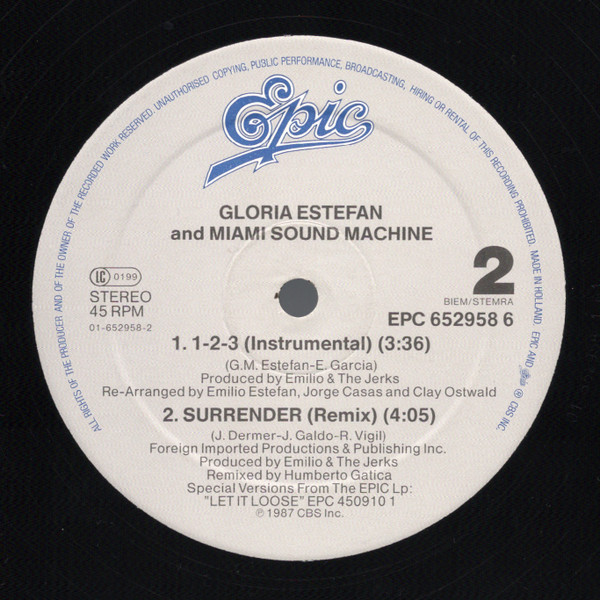 ALL RIGHTS OF THE PRODUCER AND OF THE OWNER OF THE RECORDED WORK RESERVED. UNAUTHORISED COPYING, PUBLIC PERFORMANCE, BROADCASTING, HIRING OR RENTAL OF THIS RECORDING PROHIBITED. MADE IN HOLLAND. EPIC AND ℗ CBS INC.
Epic
GLORIA ESTEFAN
and MIAMI SOUND MACHINE
2
LC 0199
BIEM/STEMRA
STEREO
45 RPM
EPC 652958 6
01-652958-2
1. 1-2-3 (Instrumental) (3:36)
(G.M. Estefan-E. Garcia)
Produced by Emilio & The Jerks
Re-Arranged by Emilio Estefan, Jorge Casas and Clay Ostwald
2. SURRENDER (Remix) (4:05)
(J. Dermer-J. Galdo-R. Vigil)
Foreign Imported Productions & Publishing Inc.
Produced by Emilio & The Jerks
Remixed by Humberto Gatica
Special Versions From The EPIC Lp:
"LET IT LOOSE" EPC 450910 1
℗ 1987 CBS Inc.